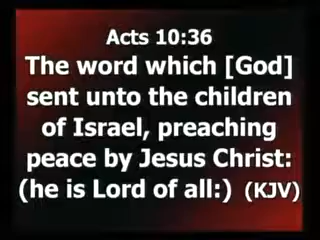 Acts 10:36
The word which [God]
sent unto the children
of Israel, preaching
peace by Jesus Christ:
(he is Lord of all:) (KJV)